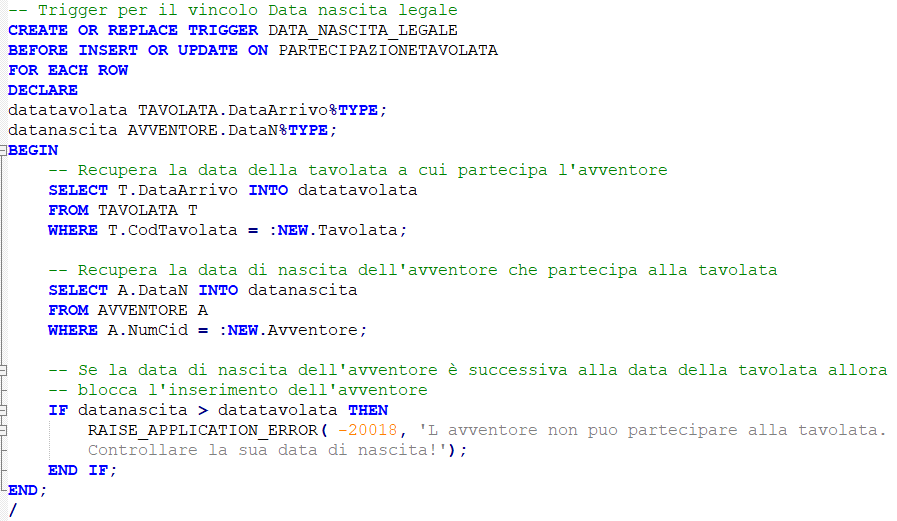 -- Trigger per il vincolo Data nascita legale
CREATE OR REPLACE TRIGGER DATA_NASCITA_LEGALE
BEFORE INSERT OR UPDATE ON PARTECIPAZIONETAVOLATA
FOR EACH ROW
DECLARE
datatavolata TAVOLATA.DataArrivo%TYPE;
datanascita AVVENTORE.DataN%TYPE;
BEGIN
    -- Recupera la data della tavolata a cui partecipa l'avventore
    SELECT T.DataArrivo INTO datatavolata
    FROM TAVOLATA T
    WHERE T.CodTavolata = :NEW.Tavolata;

    -- Recupera la data di nascita dell'avventore che partecipa alla tavolata
    SELECT A.DataN INTO datanascita
    FROM AVVENTORE A
    WHERE A.NumCid = :NEW.Avventore;

    -- Se la data di nascita dell'avventore è successiva alla data della tavolata allora
    -- blocca l'inserimento dell'avventore
    IF datanascita > datatavolata THEN
        RAISE_APPLICATION_ERROR( -20018, 'L avventore non puo partecipare alla tavolata.
        Controllare la sua data di nascita!');
    END IF;
END;
/